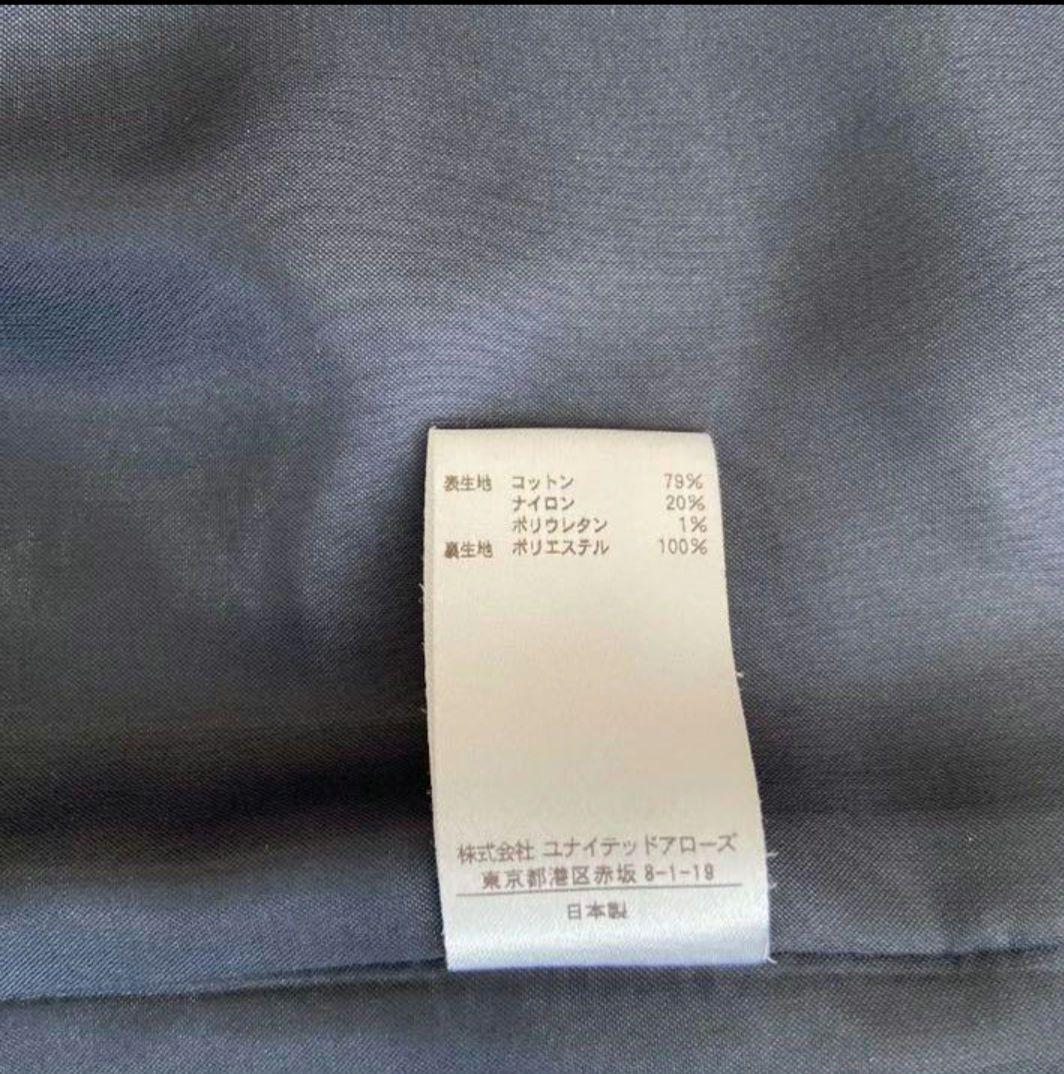 表生地 コットン 79%
ナイロン 20%
ポリウレタン 1%
裏生地 ポリエステル 100%
株式会社 ユナイテッドアローズ
東京都港区赤坂 8-1-19
日本製